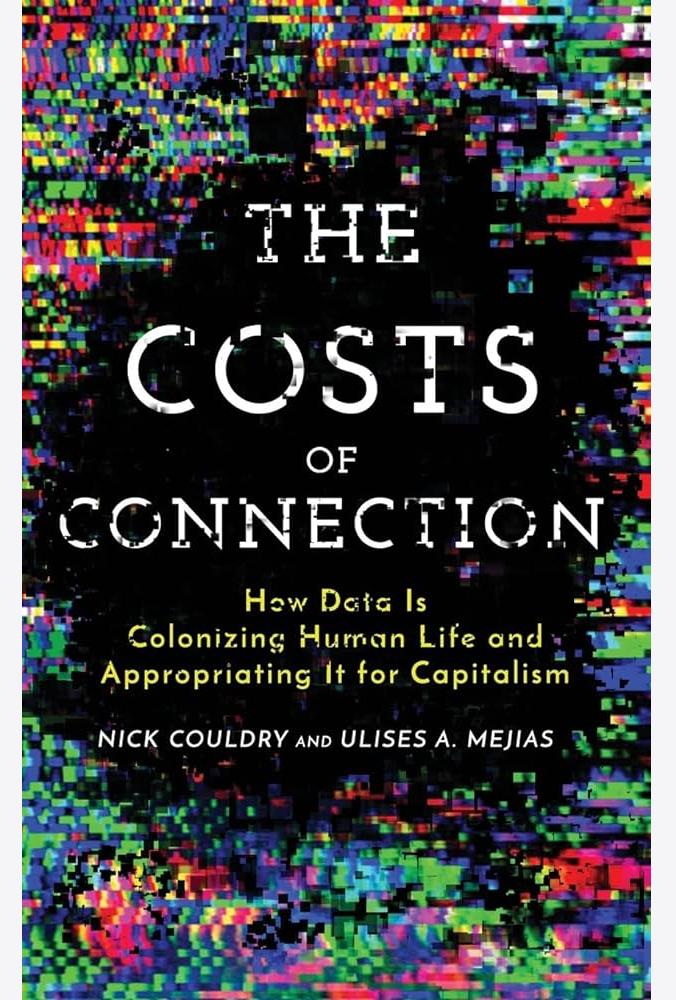 THE
COSTS
OF
CONNECTION
How Data Is
Colonizing Human Life and
Appropriating It for Capitalism
NICK COULDRY AND ULISES A. MEJIAS